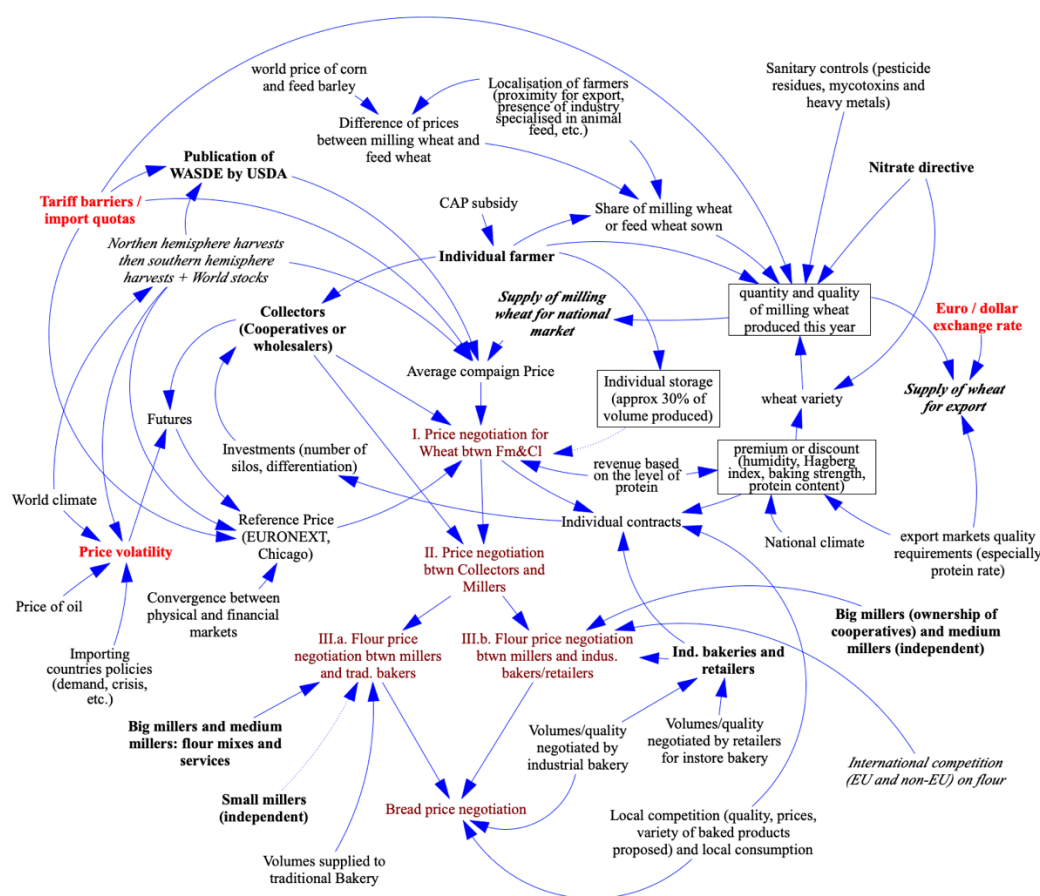 world price of corn
and feed barley
Localisation of farmers
(proximity for export,
presence of industry
specialised in animal
feed, etc.)
Sanitary controls (pesticide
residues, mycotoxins and
heavy metals)
Difference of prices
between milling wheat and
feed wheat
Publication of
WASDE by USDA
Nitrate directive
Tariff barriers /
import quotas
CAP subsidy
Share of milling wheat
or feed wheat sown
Northen hemisphere harvests
then southern hemisphere
harvests + World stocks
Individual farmer
Supply of milling
wheat for national
market
quantity and quality
of milling wheat
produced this year
Euro / dollar
exchange rate
Collectors
(Cooperatives or
wholesalers)
Average compaign Price
Individual storage
(approx 30% of
volume produced)
wheat variety
Supply of wheat
for export
Futures
Investments (number of
silos, differentiation)
I. Price negotiation for
Wheat btwn Fm&Cl
revenue based
on the level of
protein
premium or discount
(humidity, Hagberg
index, baking strength,
protein content)
World climate
Reference Price
(EURONEXT,
Chicago)
Individual contracts
National climate
export markets quality
requirements (especially
protein rate)
Price volatility
II. Price negotiation
btwn Collectors and
Millers
Price of oil
Convergence between
physical and financial
markets
Importing
countries policies
(demand, crisis,
etc.)
III.a. Flour price
negotiation btwn millers
and trad. bakers
III.b. Flour price negotiation
btwn millers and indus.
bakers/retailers
Ind. bakeries and
retailers
Big millers (ownership of
cooperatives) and medium
millers (independent)
Big millers and medium
millers: flour mixes and
services
Volumes/quality
negotiated by
industrial bakery
Volumes/quality
negotiated by retailers
for instore bakery
International competition
(EU and non-EU) on flour
Small millers
(independent)
Bread price negotiation
Local competition (quality, prices,
variety of baked products
proposed) and local consumption
Volumes supplied to
traditional Bakery